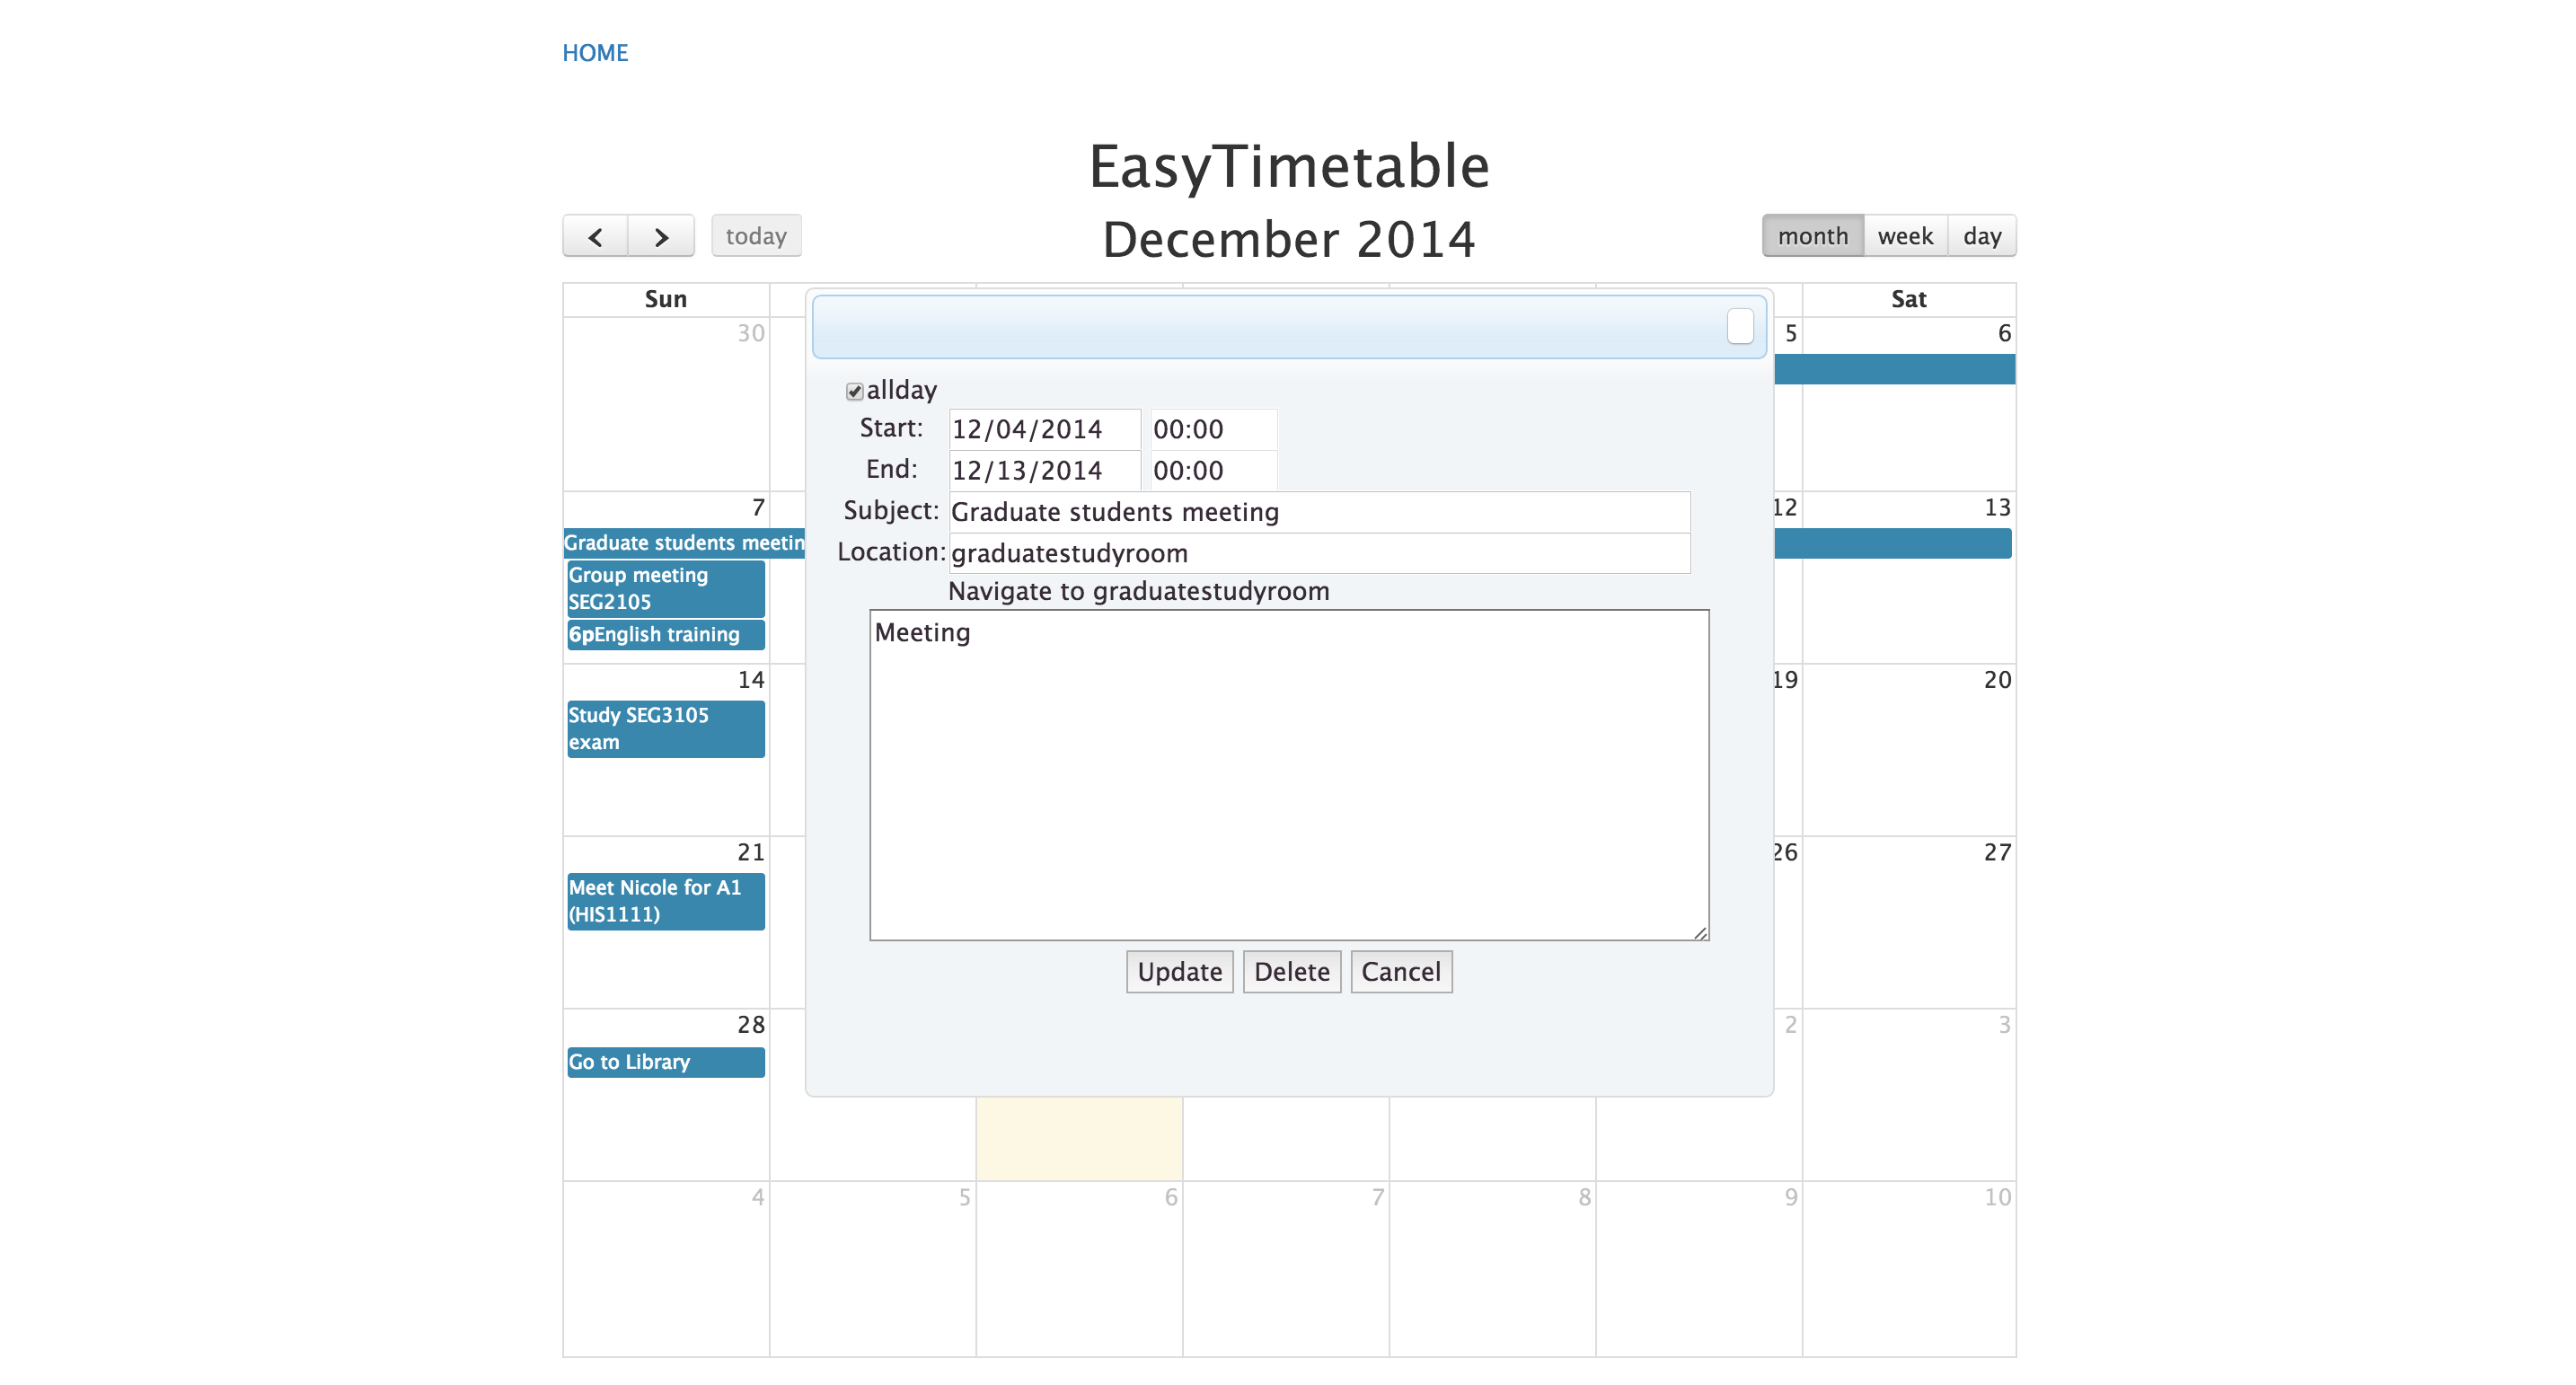 HOME
EasyTimetable
today
December 2014
month week day
Sun Sat
30 5 6
allday
Start: 12/04/2014 00:00
End: 12/13/2014 00:00
Subject: Graduate students meeting
Location: graduatestudyroom
Navigate to graduatestudyroom
Meeting
Update Delete Cancel
7 12 13
Graduate students meetin
Group meeting
SEG2105
6pEnglish training
14 19 20
Study SEG3105
exam
21 26 27
Meet Nicole for A1
(HIS1111)
28 2 3
Go to Library
4 5 6 7 8 9 10